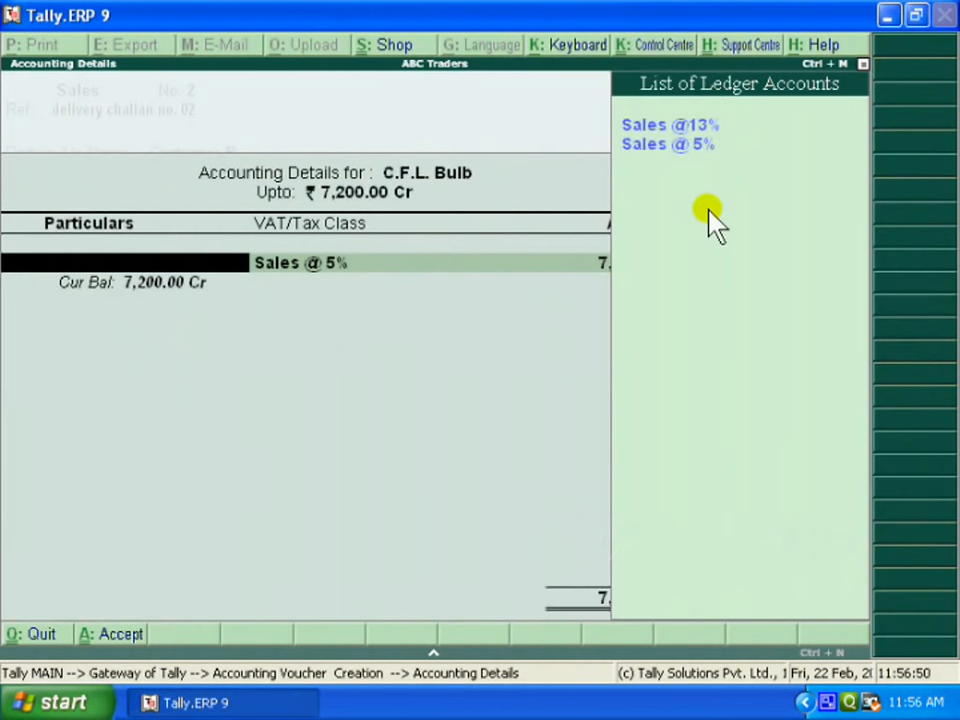 Tally.ERP 9
P: Print E: Export M: E-Mail O: Upload S: Shop G: Language K: Keyboard K: Control Centre H: Support Centre H: Help
Accounting Details ABC Traders Ctrl + M
List of Ledger Accounts
Sales No. 2
Ref: delivery challan no. 02
Sales @13%
Sales @ 5%
Accounting Details for : C.F.L. Bulb
Upto: ₹ 7,200.00 Cr
Particulars VAT/Tax Class
Sales @ 5% 7,
Cur Bal: 7,200.00 Cr
7,
Q: Quit A: Accept
Ctrl + N
Tally MAIN --> Gateway of Tally --> Accounting Voucher Creation --> Accounting Details (c) Tally Solutions Pvt. Ltd., Fri, 22 Feb, 11:56:50
start Tally.ERP 9 11:56 AM